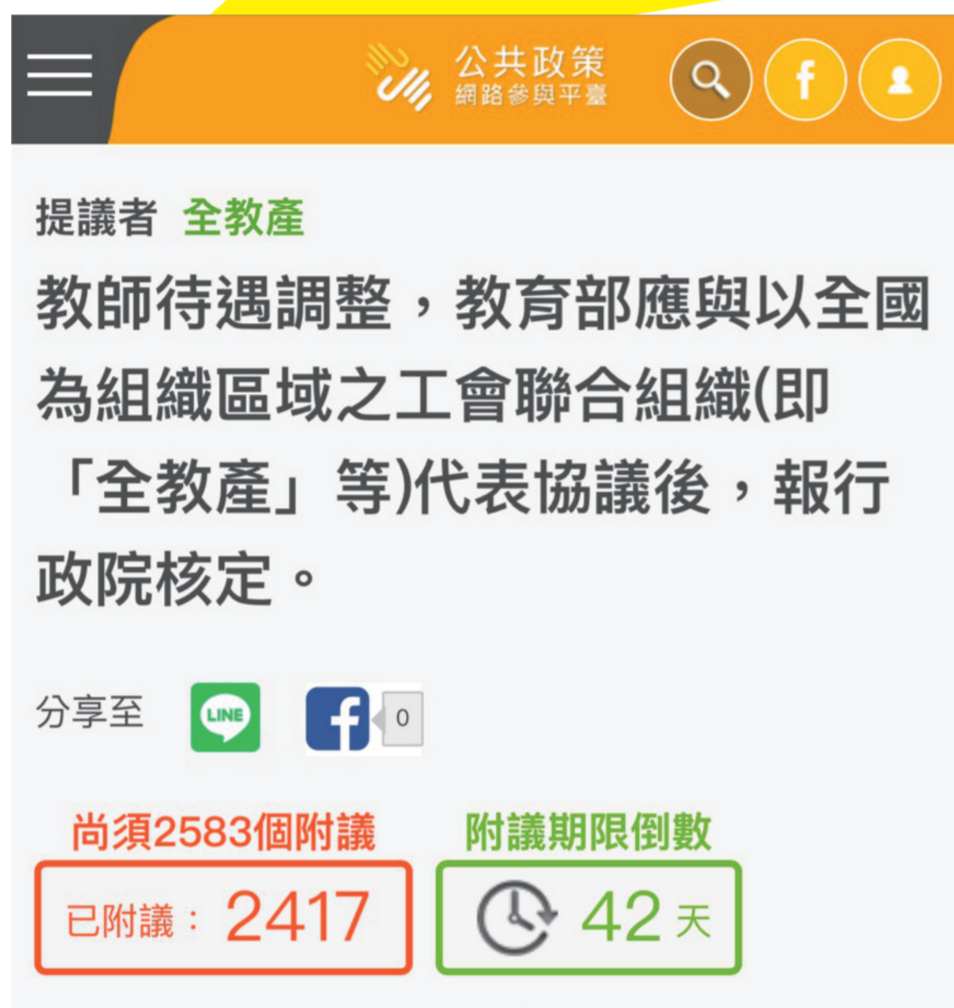 公共政策
網路參與平臺
提議者 全教產
教師待遇調整，教育部應與以全國
為組織區域之工會聯合組織(即
「全教產」等)代表協議後，報行
政院核定。
分享至 LINE f 0
尚須2583個附議 附議期限倒數
已附議： 2417 42 天